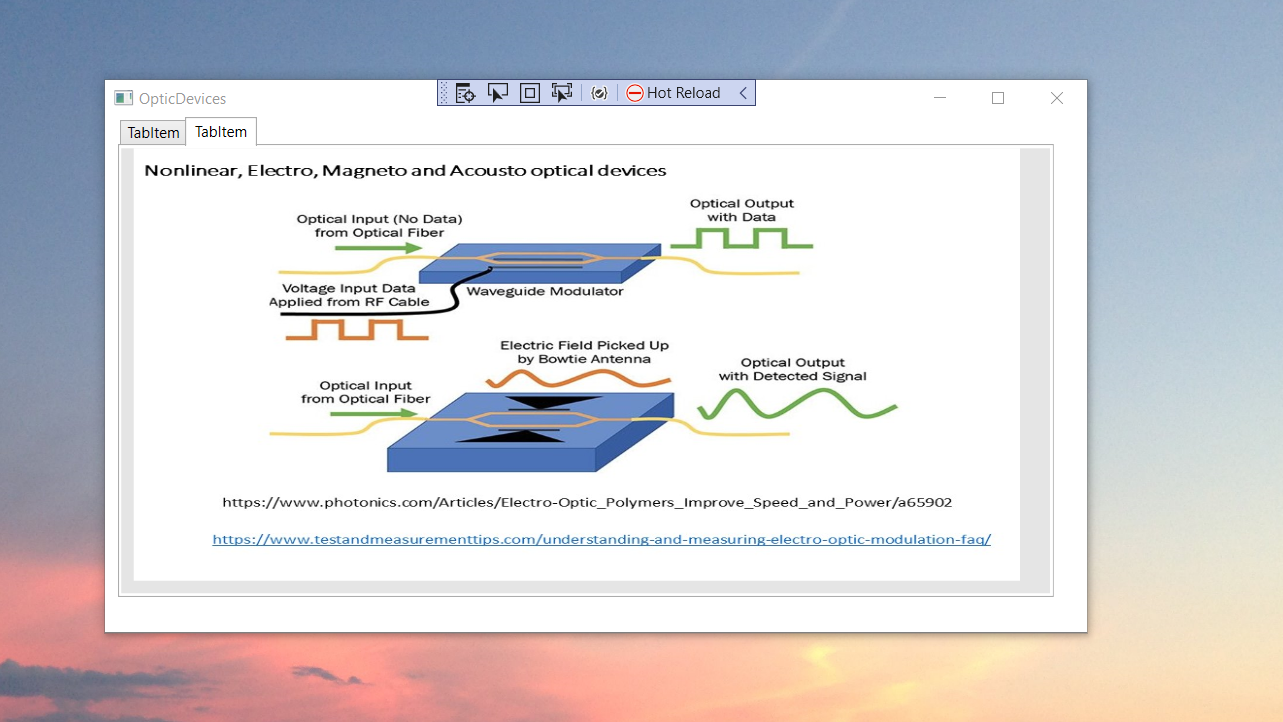 OpticDevices
Hot Reload
TabItem TabItem
Nonlinear, Electro, Magneto and Acousto optical devices
Optical Input (No Data)
from Optical Fiber
Optical Output
with Data
Voltage Input Data
Applied from RF Cable
Waveguide Modulator
Electric Field Picked Up
by Bowtie Antenna
Optical Input
from Optical Fiber
Optical Output
with Detected Signal
https://www.photonics.com/Articles/Electro-Optic_Polymers_Improve_Speed_and_Power/a65902
https://www.testandmeasurementtips.com/understanding-and-measuring-electro-optic-modulation-faq/